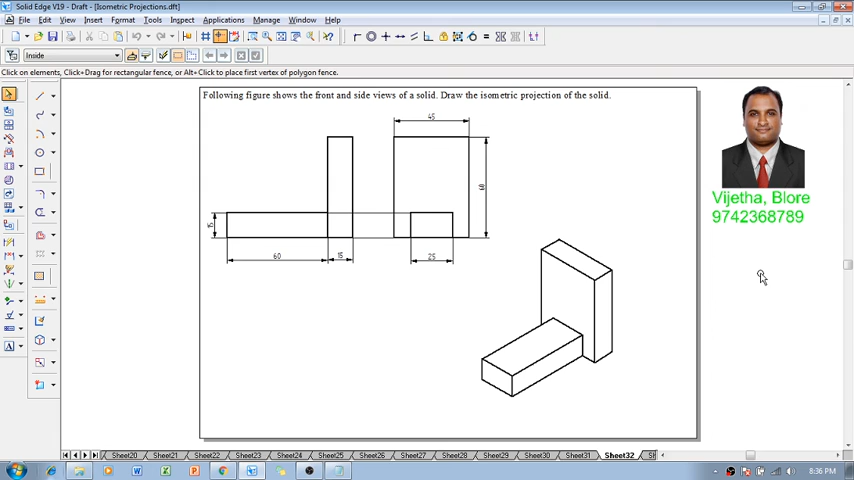 Solid Edge V19 - Draft - [Isometric Projections.dft]
File Edit View Insert Format Tools Inspect Applications Manage Window Help
Inside
Click on elements, Click+Drag for rectangular fence, or Alt+Click to place first vertex of polygon fence.
Following figure shows the front and side views of a solid. Draw the isometric projection of the solid.
45
60
15
60
15
25
Vijetha, Blore
9742368789
Sheet20 Sheet21 Sheet22 Sheet23 Sheet24 Sheet25 Sheet26 Sheet27 Sheet28 Sheet29 Sheet30 Sheet31 Sheet32 Sh
8:36 PM